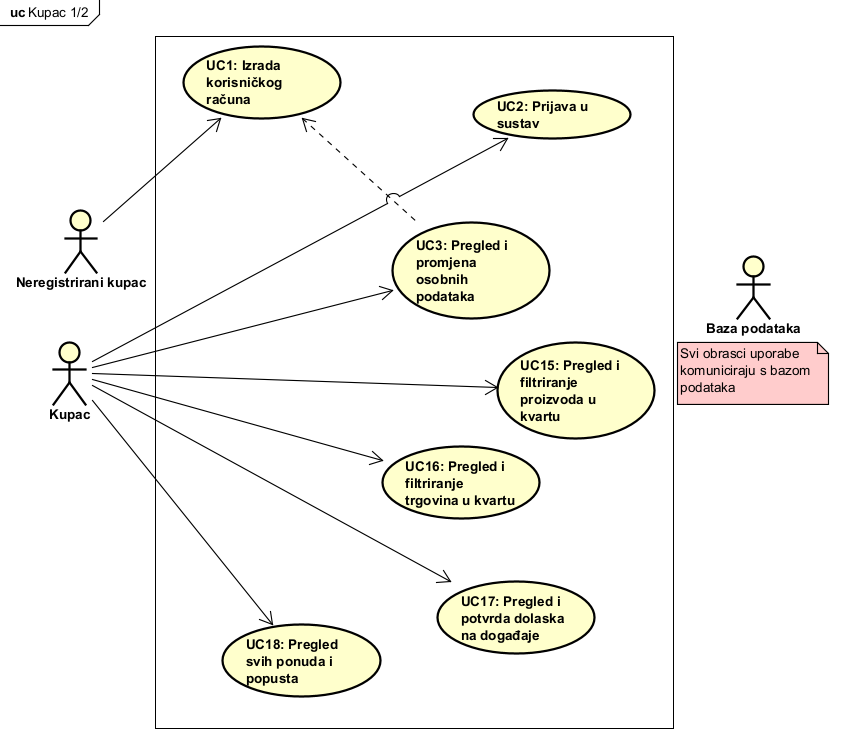 uc Kupac 1/2
UC1: Izrada
korisničkog
računa
UC2: Prijava u
sustav
Neregistrirani kupac
UC3: Pregled i
promjena
osobnih
podataka
Baza podataka
Svi obrasci uporabe
komuniciraju s bazom
podataka
Kupac
UC15: Pregled i
filtriranje
proizvoda u
kvartu
UC16: Pregled i
filtriranje
trgovina u kvartu
UC17: Pregled i
potvrda dolaska
na događaje
UC18: Pregled
svih ponuda i
popusta